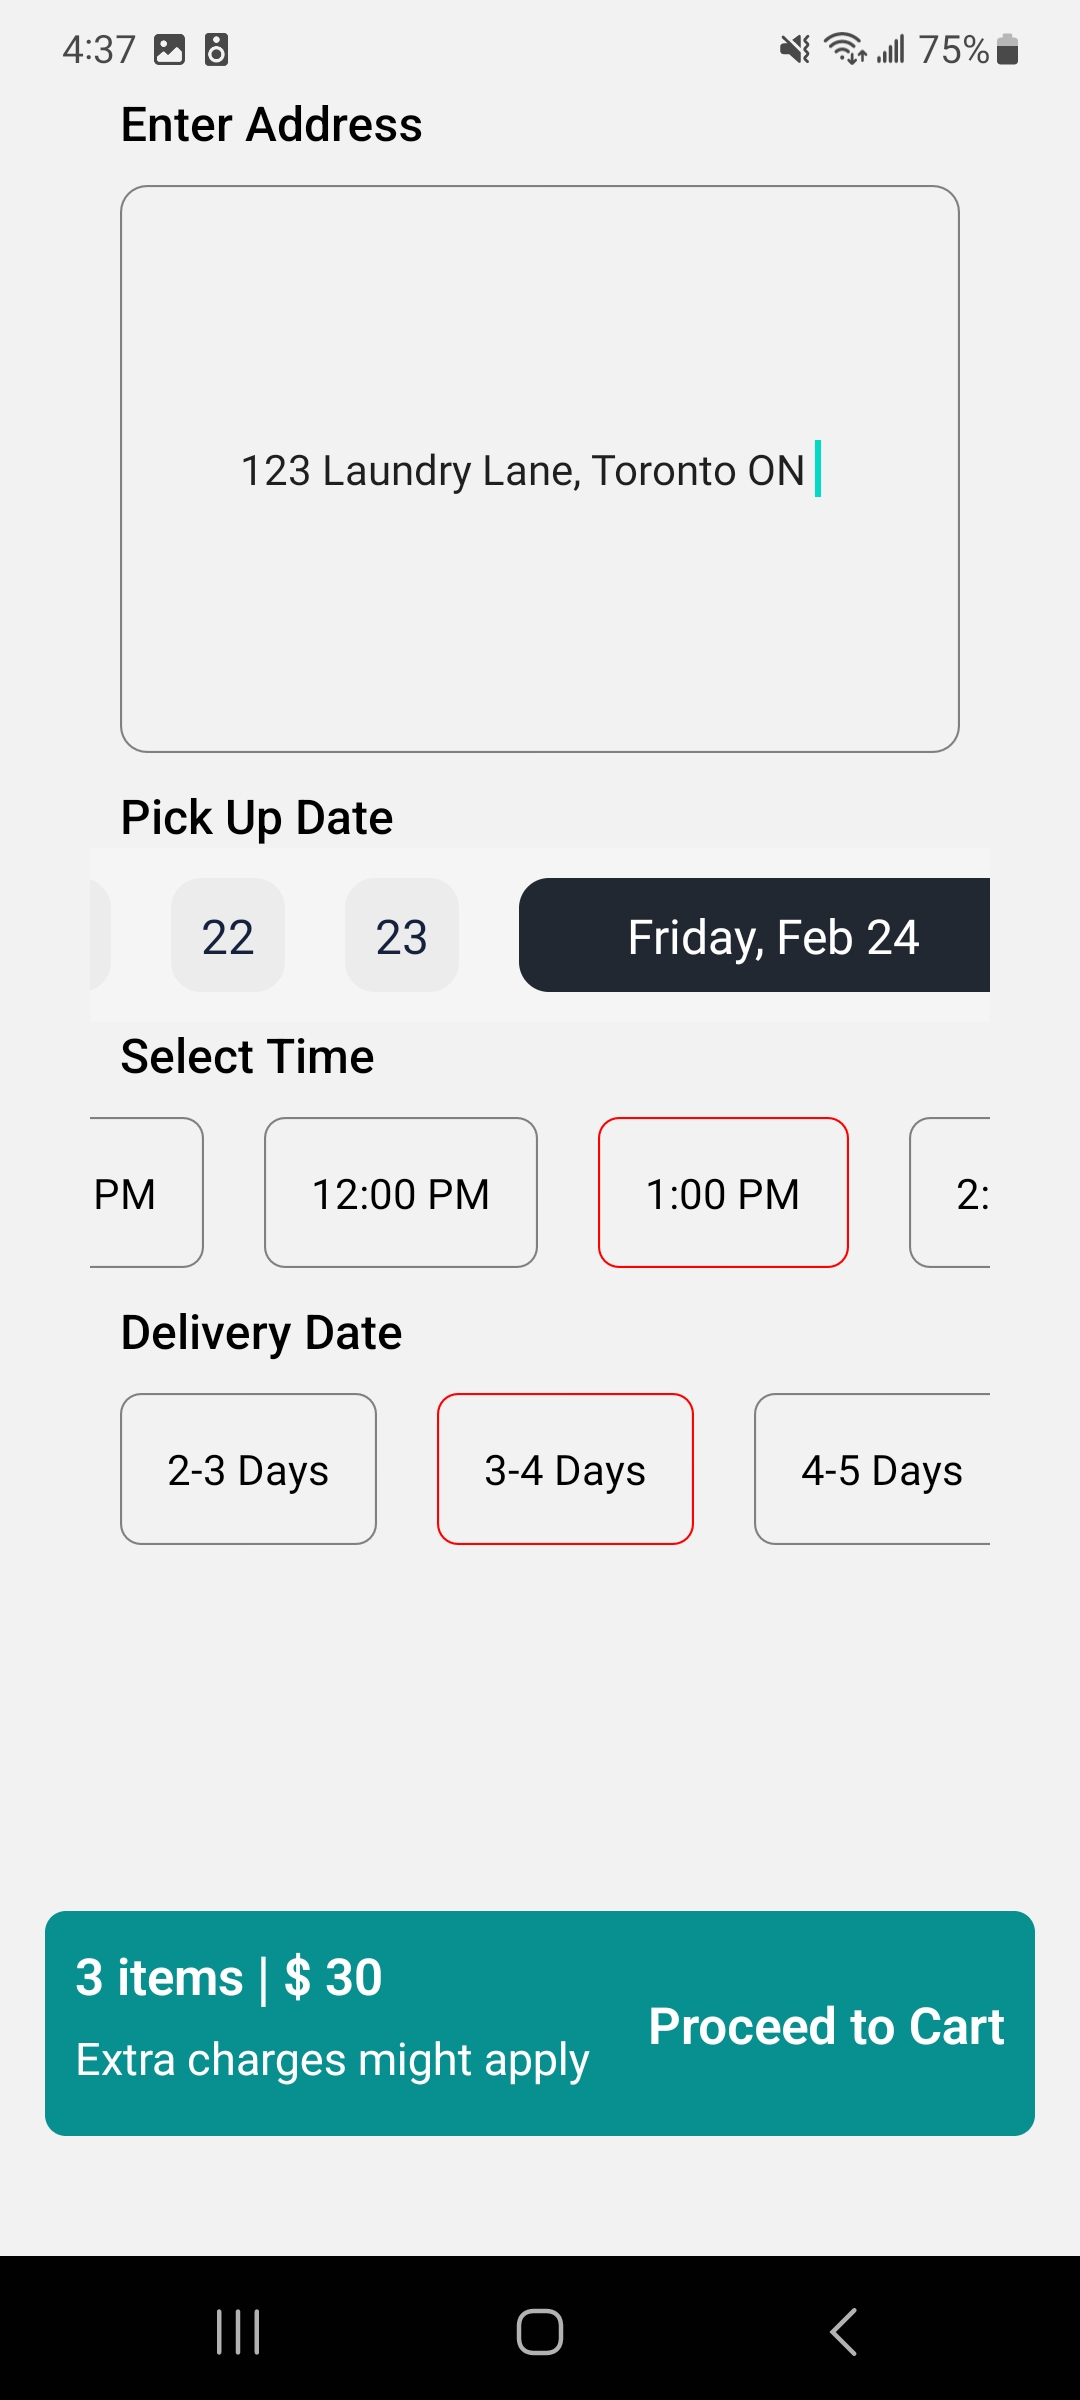 4:37 75%
Enter Address
123 Laundry Lane, Toronto ON
Pick Up Date
22 23 Friday, Feb 24
Select Time
PM 12:00 PM 1:00 PM 2:
Delivery Date
2-3 Days 3-4 Days 4-5 Days
3 items | $ 30
Proceed to Cart
Extra charges might apply